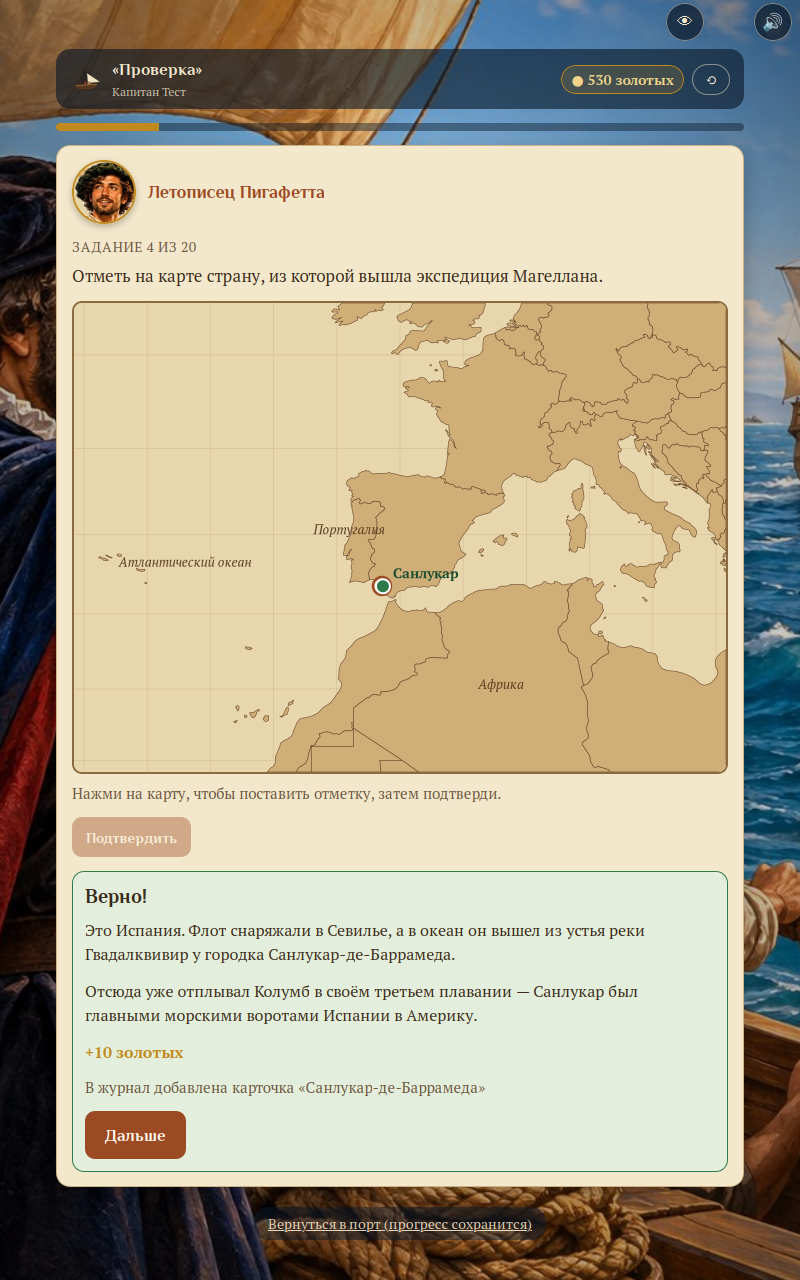 «Проверка»
Капитан Тест
530 золотых
Летописец Пигафетта
ЗАДАНИЕ 4 ИЗ 20
Отметь на карте страну, из которой вышла экспедиция Магеллана.
Португалия
Атлантический океан
Санлукар
Африка
Нажми на карту, чтобы поставить отметку, затем подтверди.
Подтвердить
Верно!
Это Испания. Флот снаряжали в Севилье, а в океан он вышел из устья реки
Гвадалквивир у городка Санлукар-де-Баррамеда.
Отсюда уже отплывал Колумб в своём третьем плавании — Санлукар был
главными морскими воротами Испании в Америку.
+10 золотых
В журнал добавлена карточка «Санлукар-де-Баррамеда»
Дальше
Вернуться в порт (прогресс сохранится)